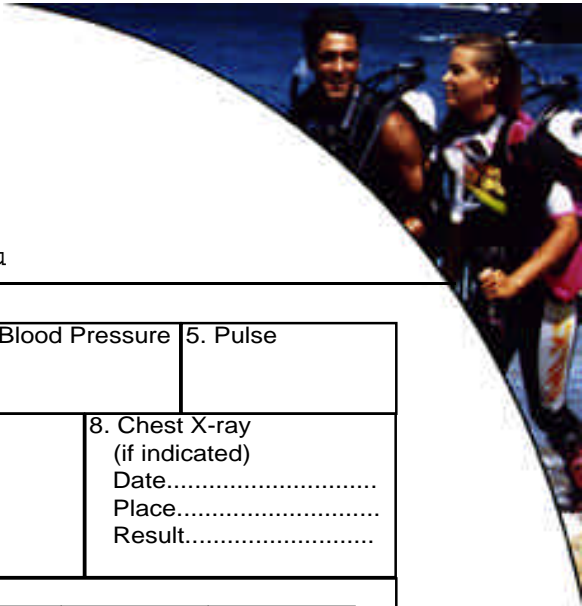 Blood Pressure 5. Pulse
8. Chest X-ray
(if indicated)
Date..............................
Place.............................
Result...........................